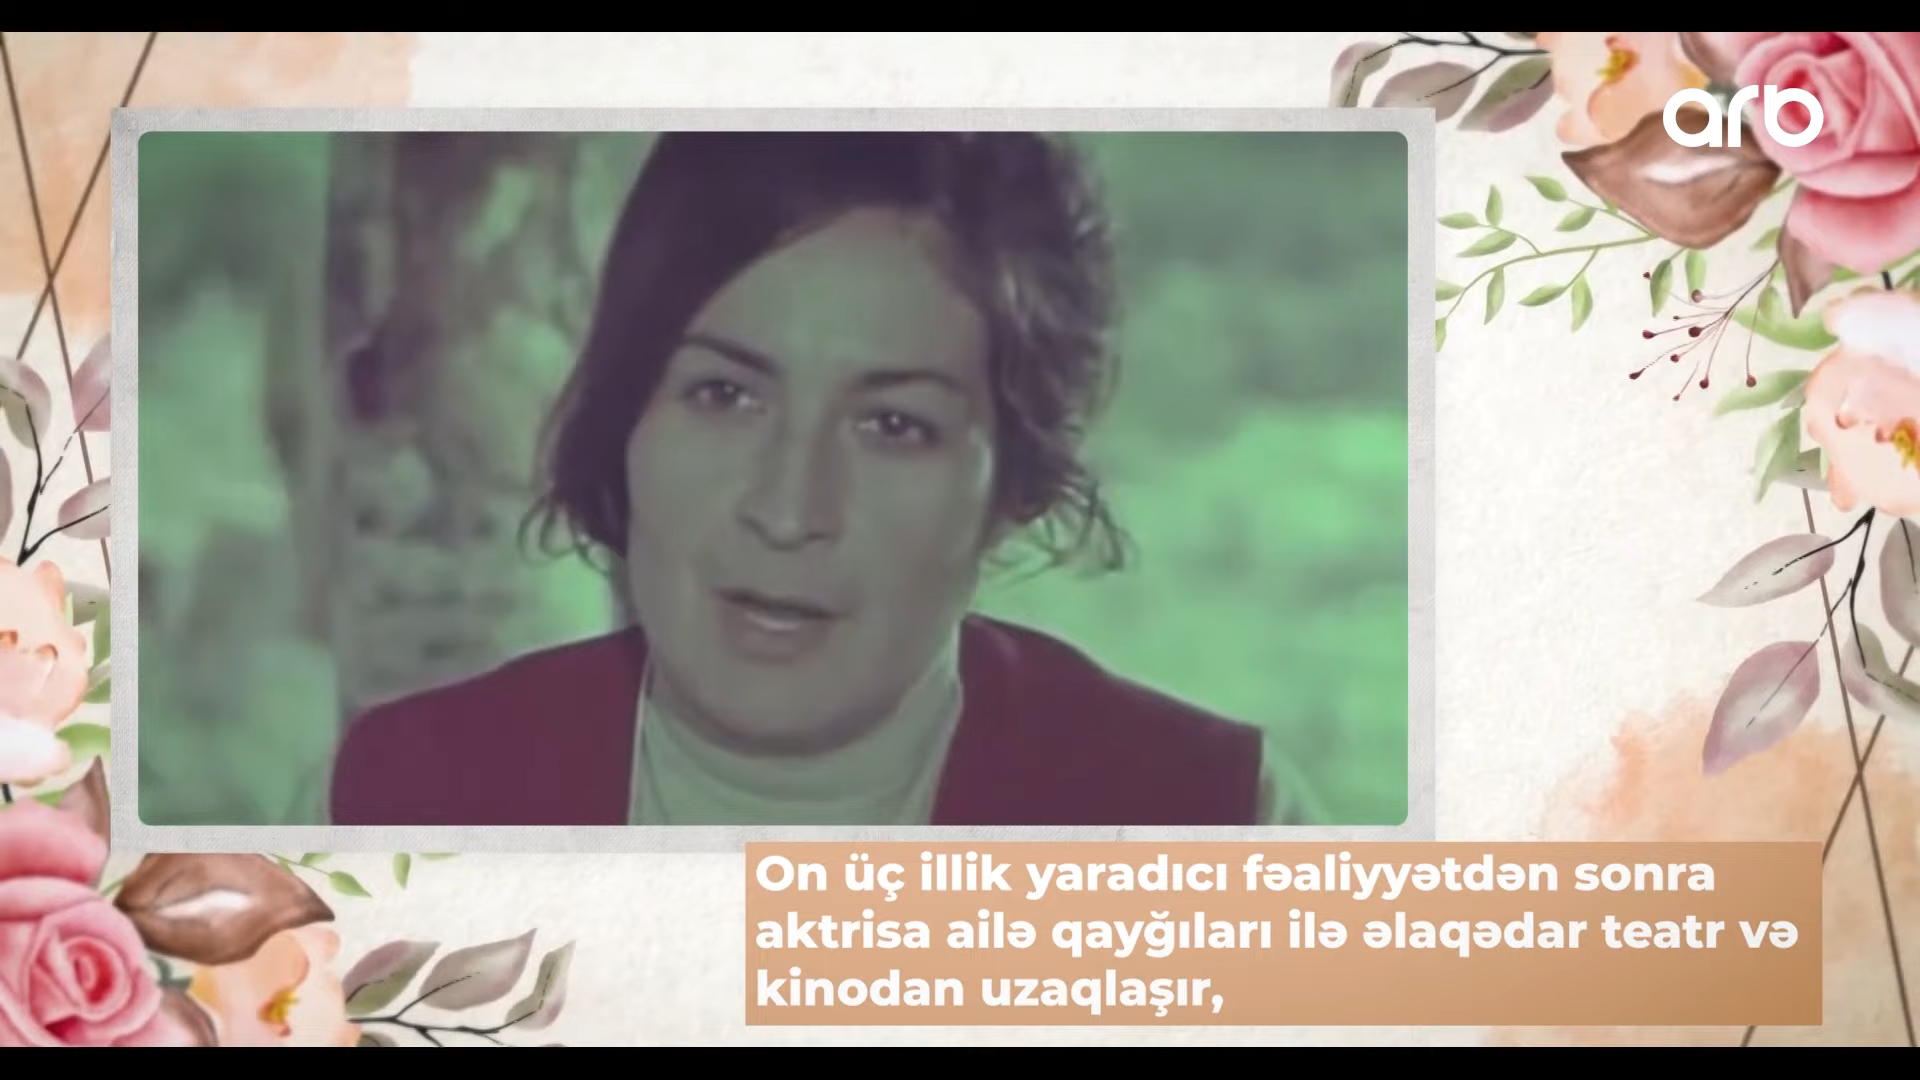 arb
On üç illik yaradıcı fəaliyyətdən sonra
aktrisa ailə qayğıları ilə əlaqədar teatr və
kinodan uzaqlaşır,